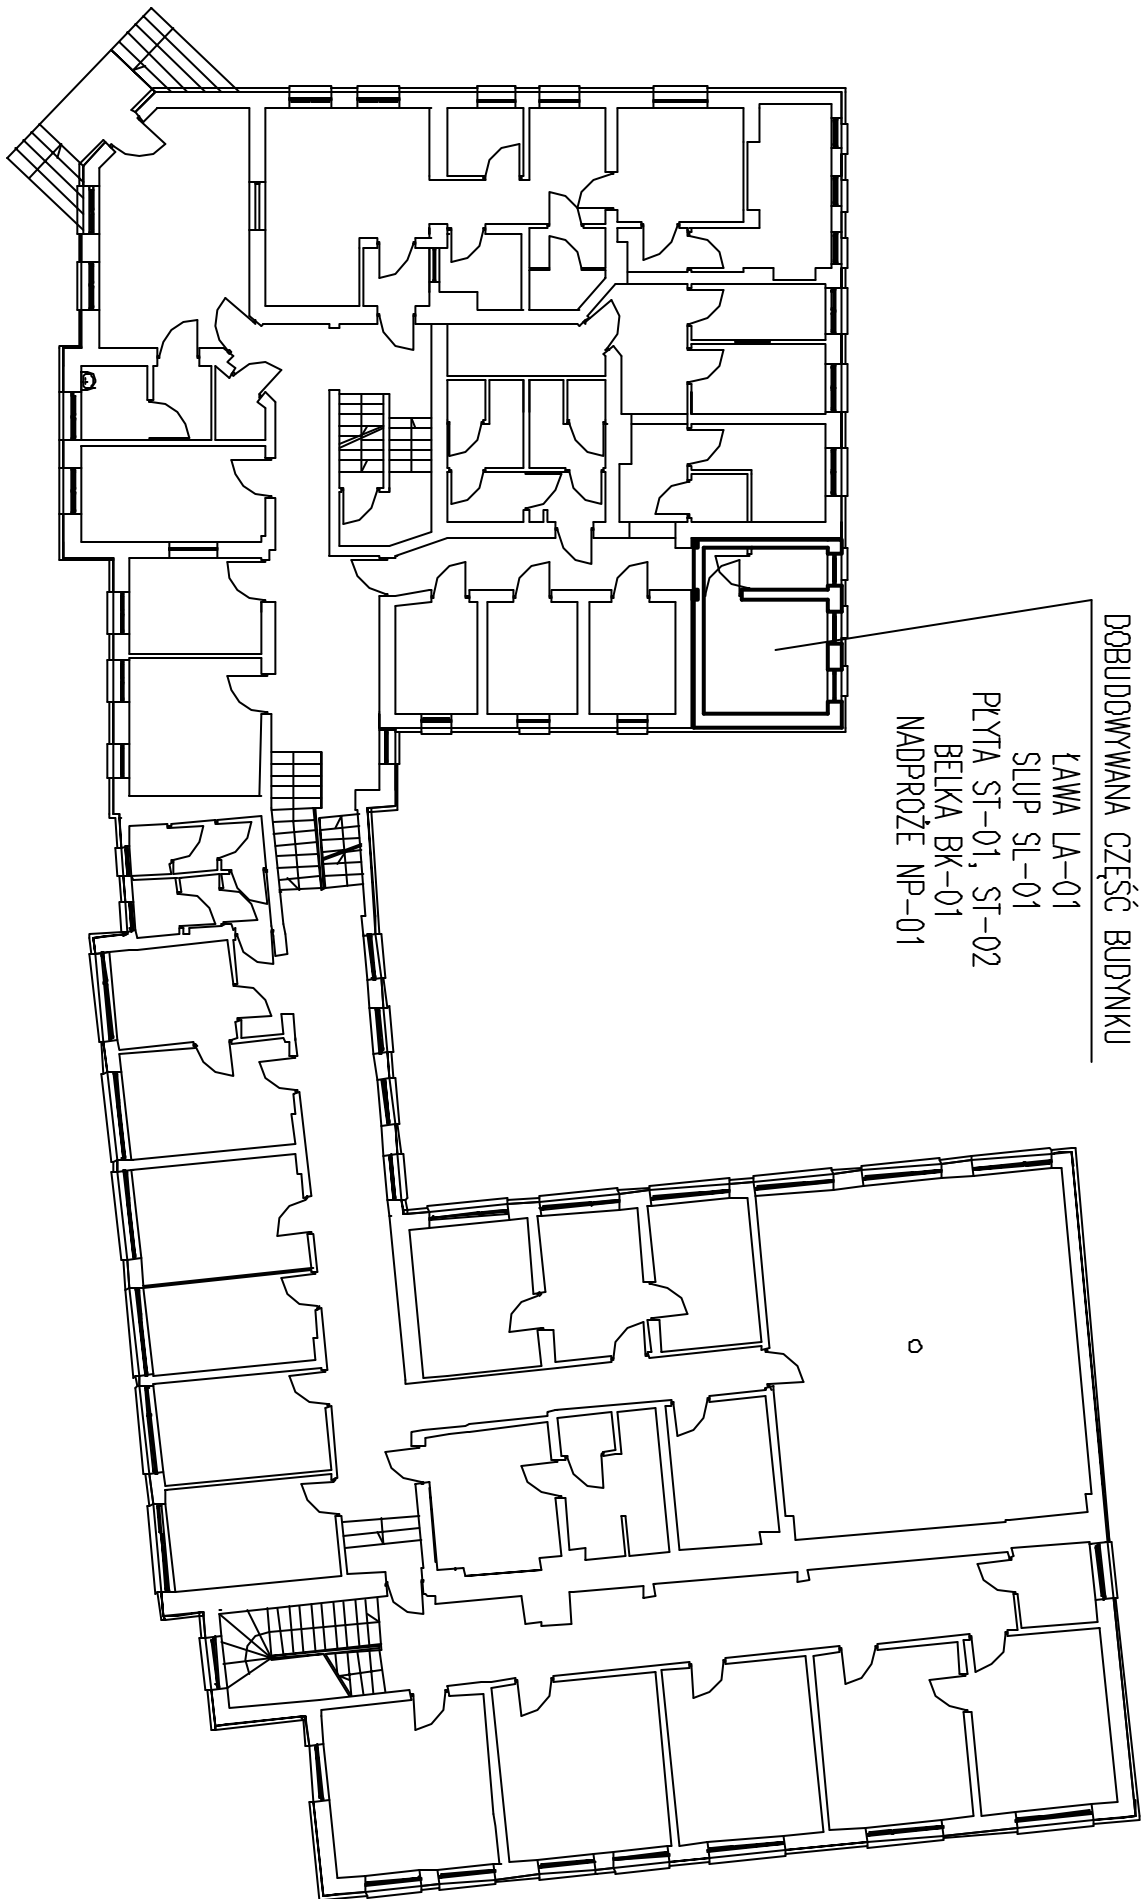 DOBUDOWYWANA CZĘŚĆ BUDYNKU
ŁAWA LA-01
SLUP SL-01
PŁYTA ST-01, ST-02
BELKA BK-01
NADPROŻE NP-01